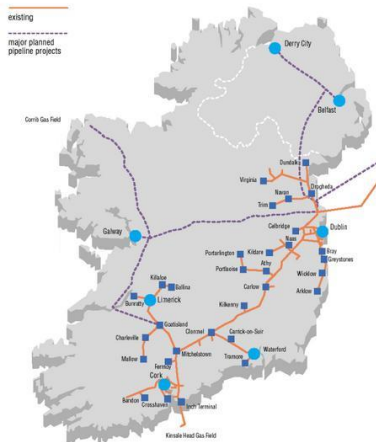 existing
major planned
pipeline projects
Derry City
Belfast
Corrib Gas Field
Dundalk
Virginia
Navan
Drogheda
Trim
Galway
Celbridge
Dublin
Naas
Portarlington
Kildare
Bray
Greystones
Athy
Portlaoise
Killaloe
Wicklow
Ballina
Carlow
Arklow
Bunratty
Limerick
Kilkenny
Gootisland
Charleville
Clonmel
Carrick-on-Suir
Mitchelstown
Waterford
Mallow
Fermoy
Tramore
Cork
Bandon
Crosshaven
Inch Terminal
Kinsale Head Gas Field